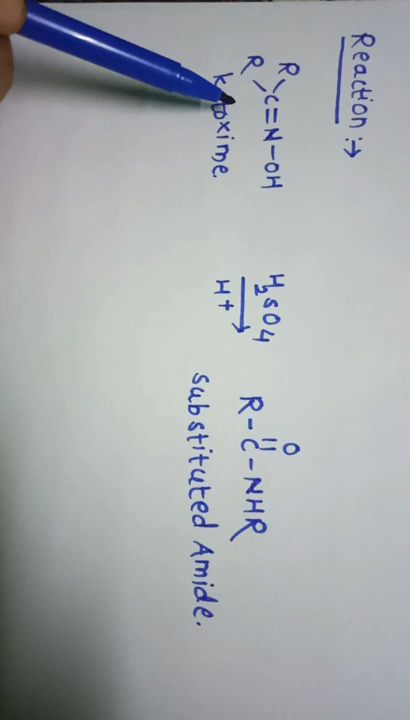 Reaction :→
R
R C=N-OH
ketoxime
H2SO4
H+
O
R-C-NHR
substituted Amide.